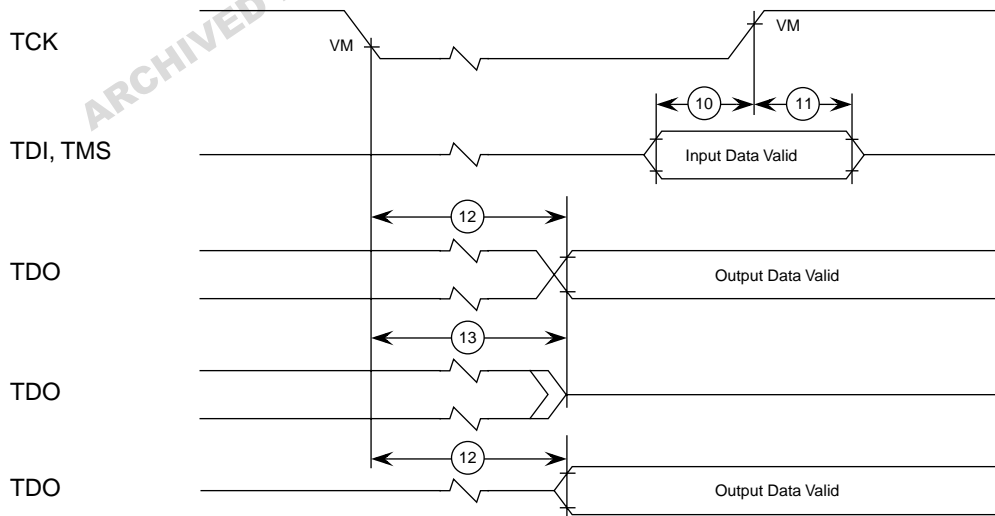 ARCHIVED
TCK
VM
VM
10
11
TDI, TMS
Input Data Valid
12
TDO
Output Data Valid
13
TDO
12
TDO
Output Data Valid